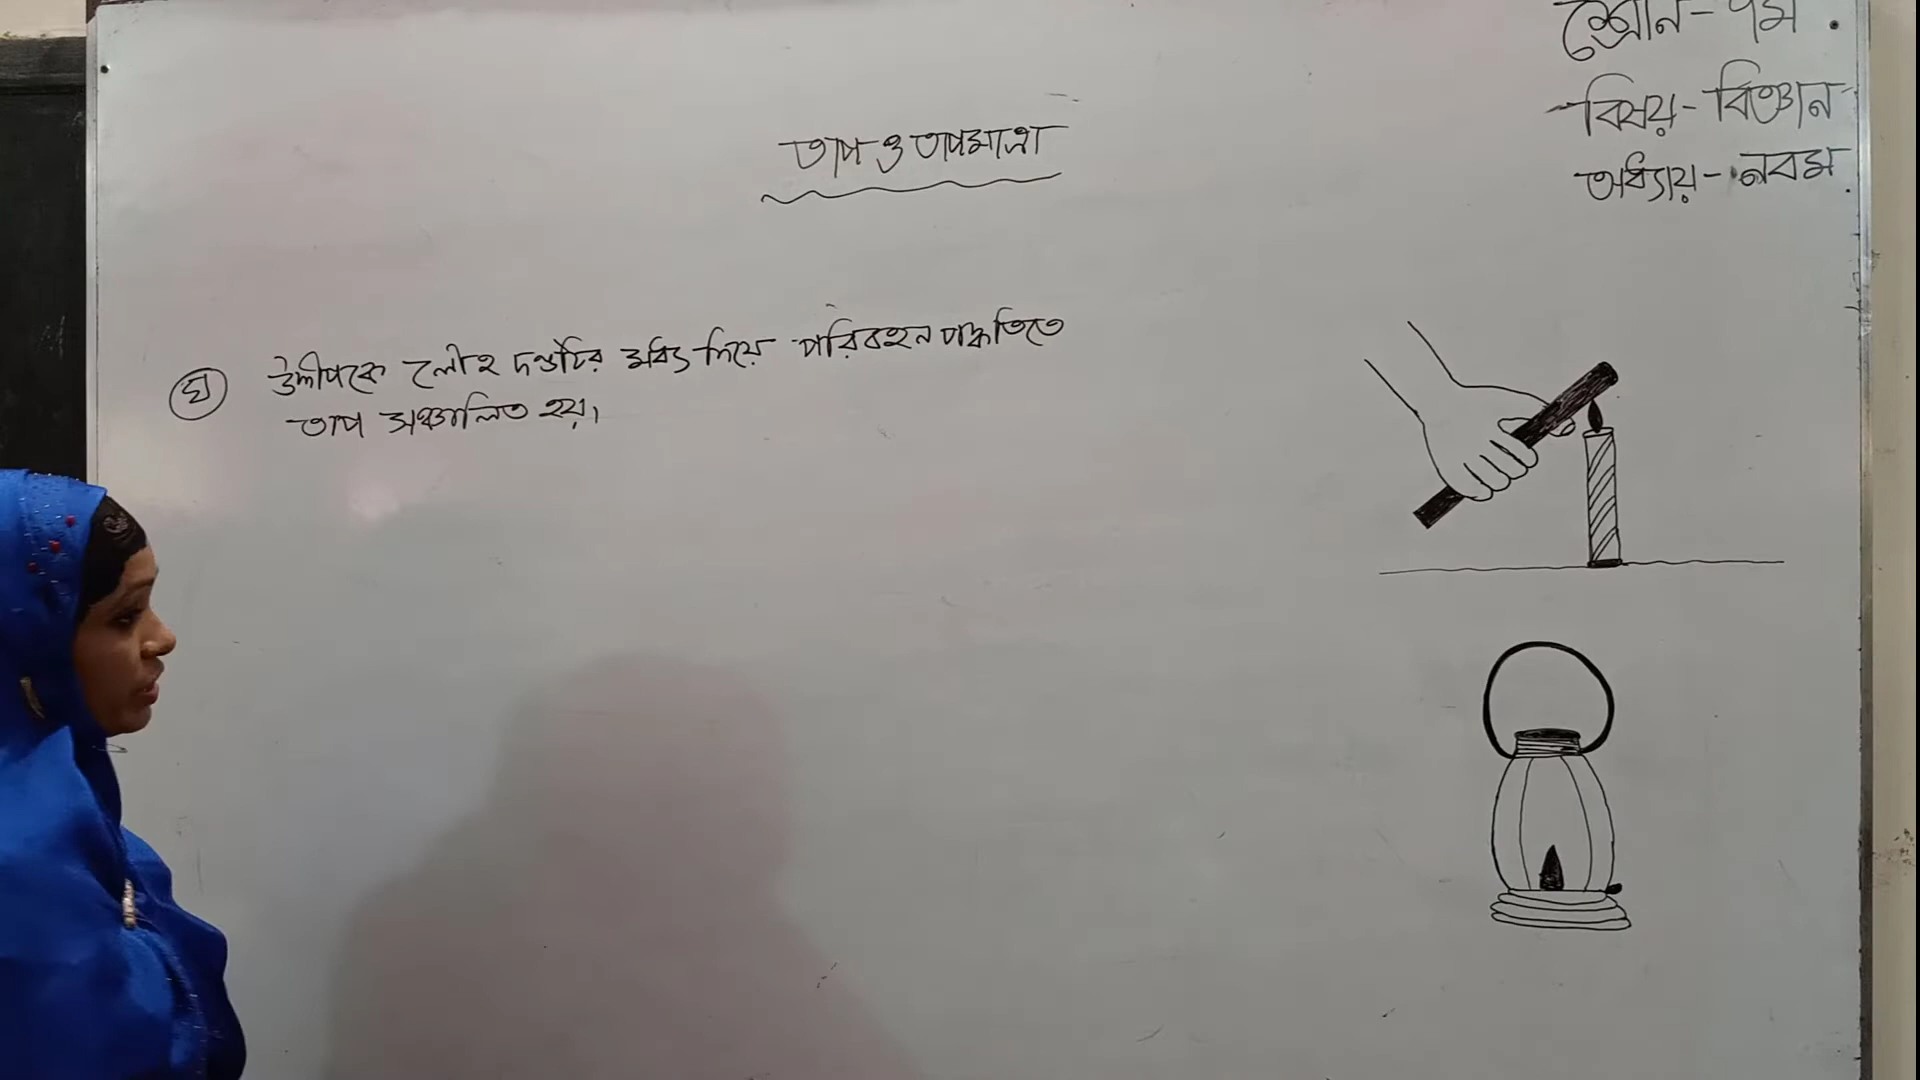 শ্রেণি - ৭ম
বিষয় - বিজ্ঞান
অধ্যায় - নবম
তাপ ও তাপমাত্রা
ঘ উদ্দীপকে লৌহ দণ্ডটির মধ্য দিয়ে পরিবহন পদ্ধতিতে
তাপ সঞ্চালিত হয়।